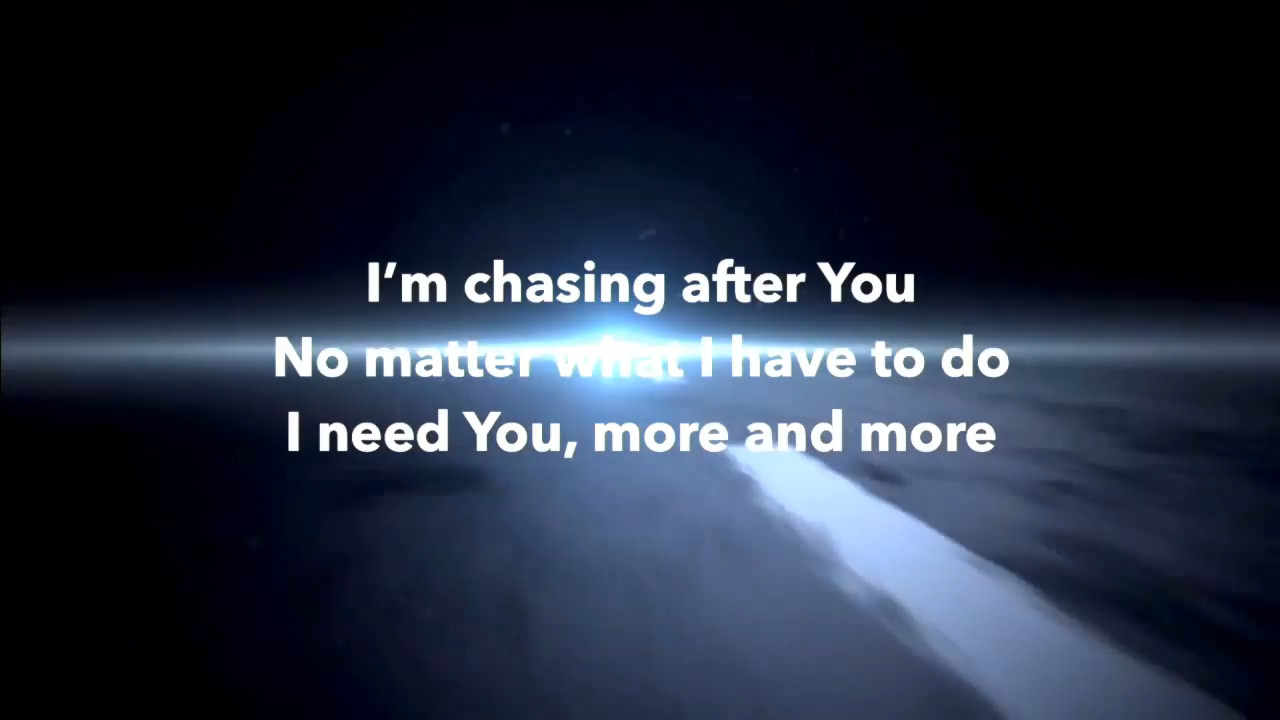 I’m chasing after You
No matter what I have to do
I need You, more and more